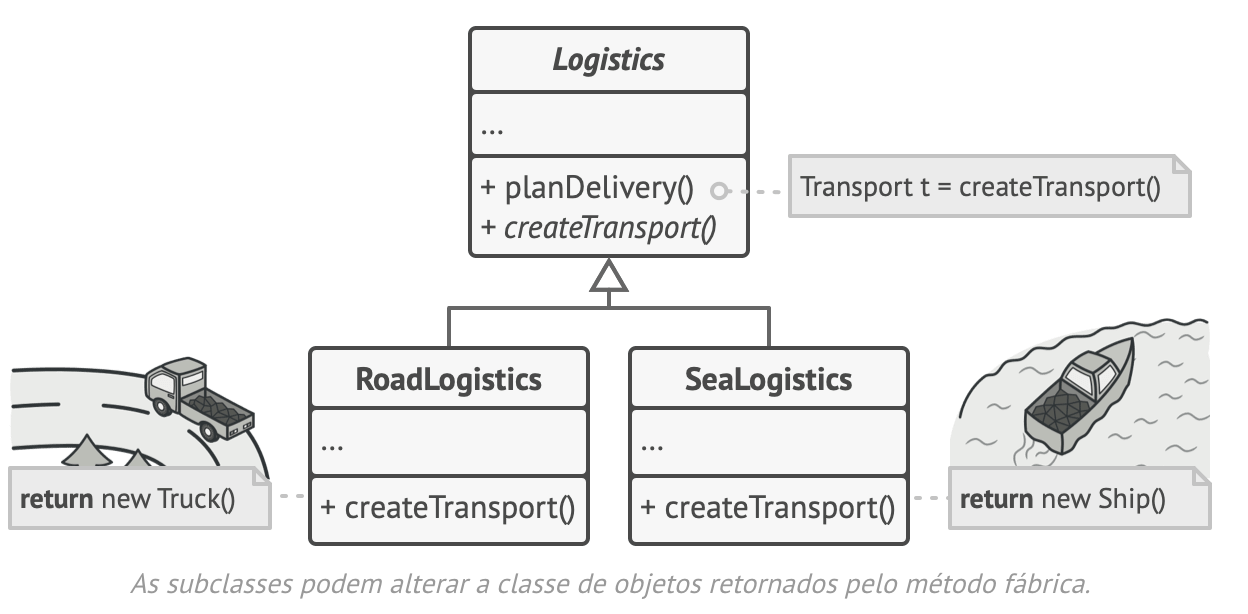 Logistics
...
+ planDelivery()
Transport t = createTransport()
+ createTransport()
RoadLogistics
SeaLogistics
...
...
return new Truck()
+ createTransport()
+ createTransport()
return new Ship()
As subclasses podem alterar a classe de objetos retornados pelo método fábrica.